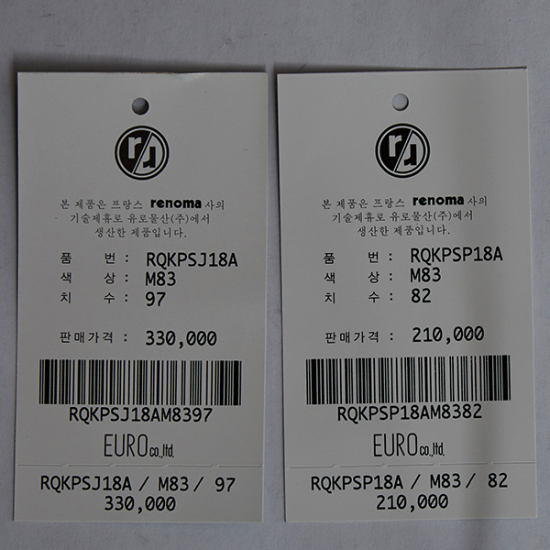 본 제품은 프랑스 renoma 사의
기술제휴로 유로물산(주)에서
생산한 제품입니다.
품 번 : RQKPSJ18A
색 상 : M83
치 수 : 97
판매가격 : 330,000
RQKPSJ18AM8397
EURO co.,ltd.
RQKPSJ18A / M83 / 97
330,000
본 제품은 프랑스 renoma 사의
기술제휴로 유로물산(주)에서
생산한 제품입니다.
품 번 : RQKPSP18A
색 상 : M83
치 수 : 82
판매가격 : 210,000
RQKPSP18AM8382
EURO co.,ltd.
RQKPSP18A / M83 / 82
210,000